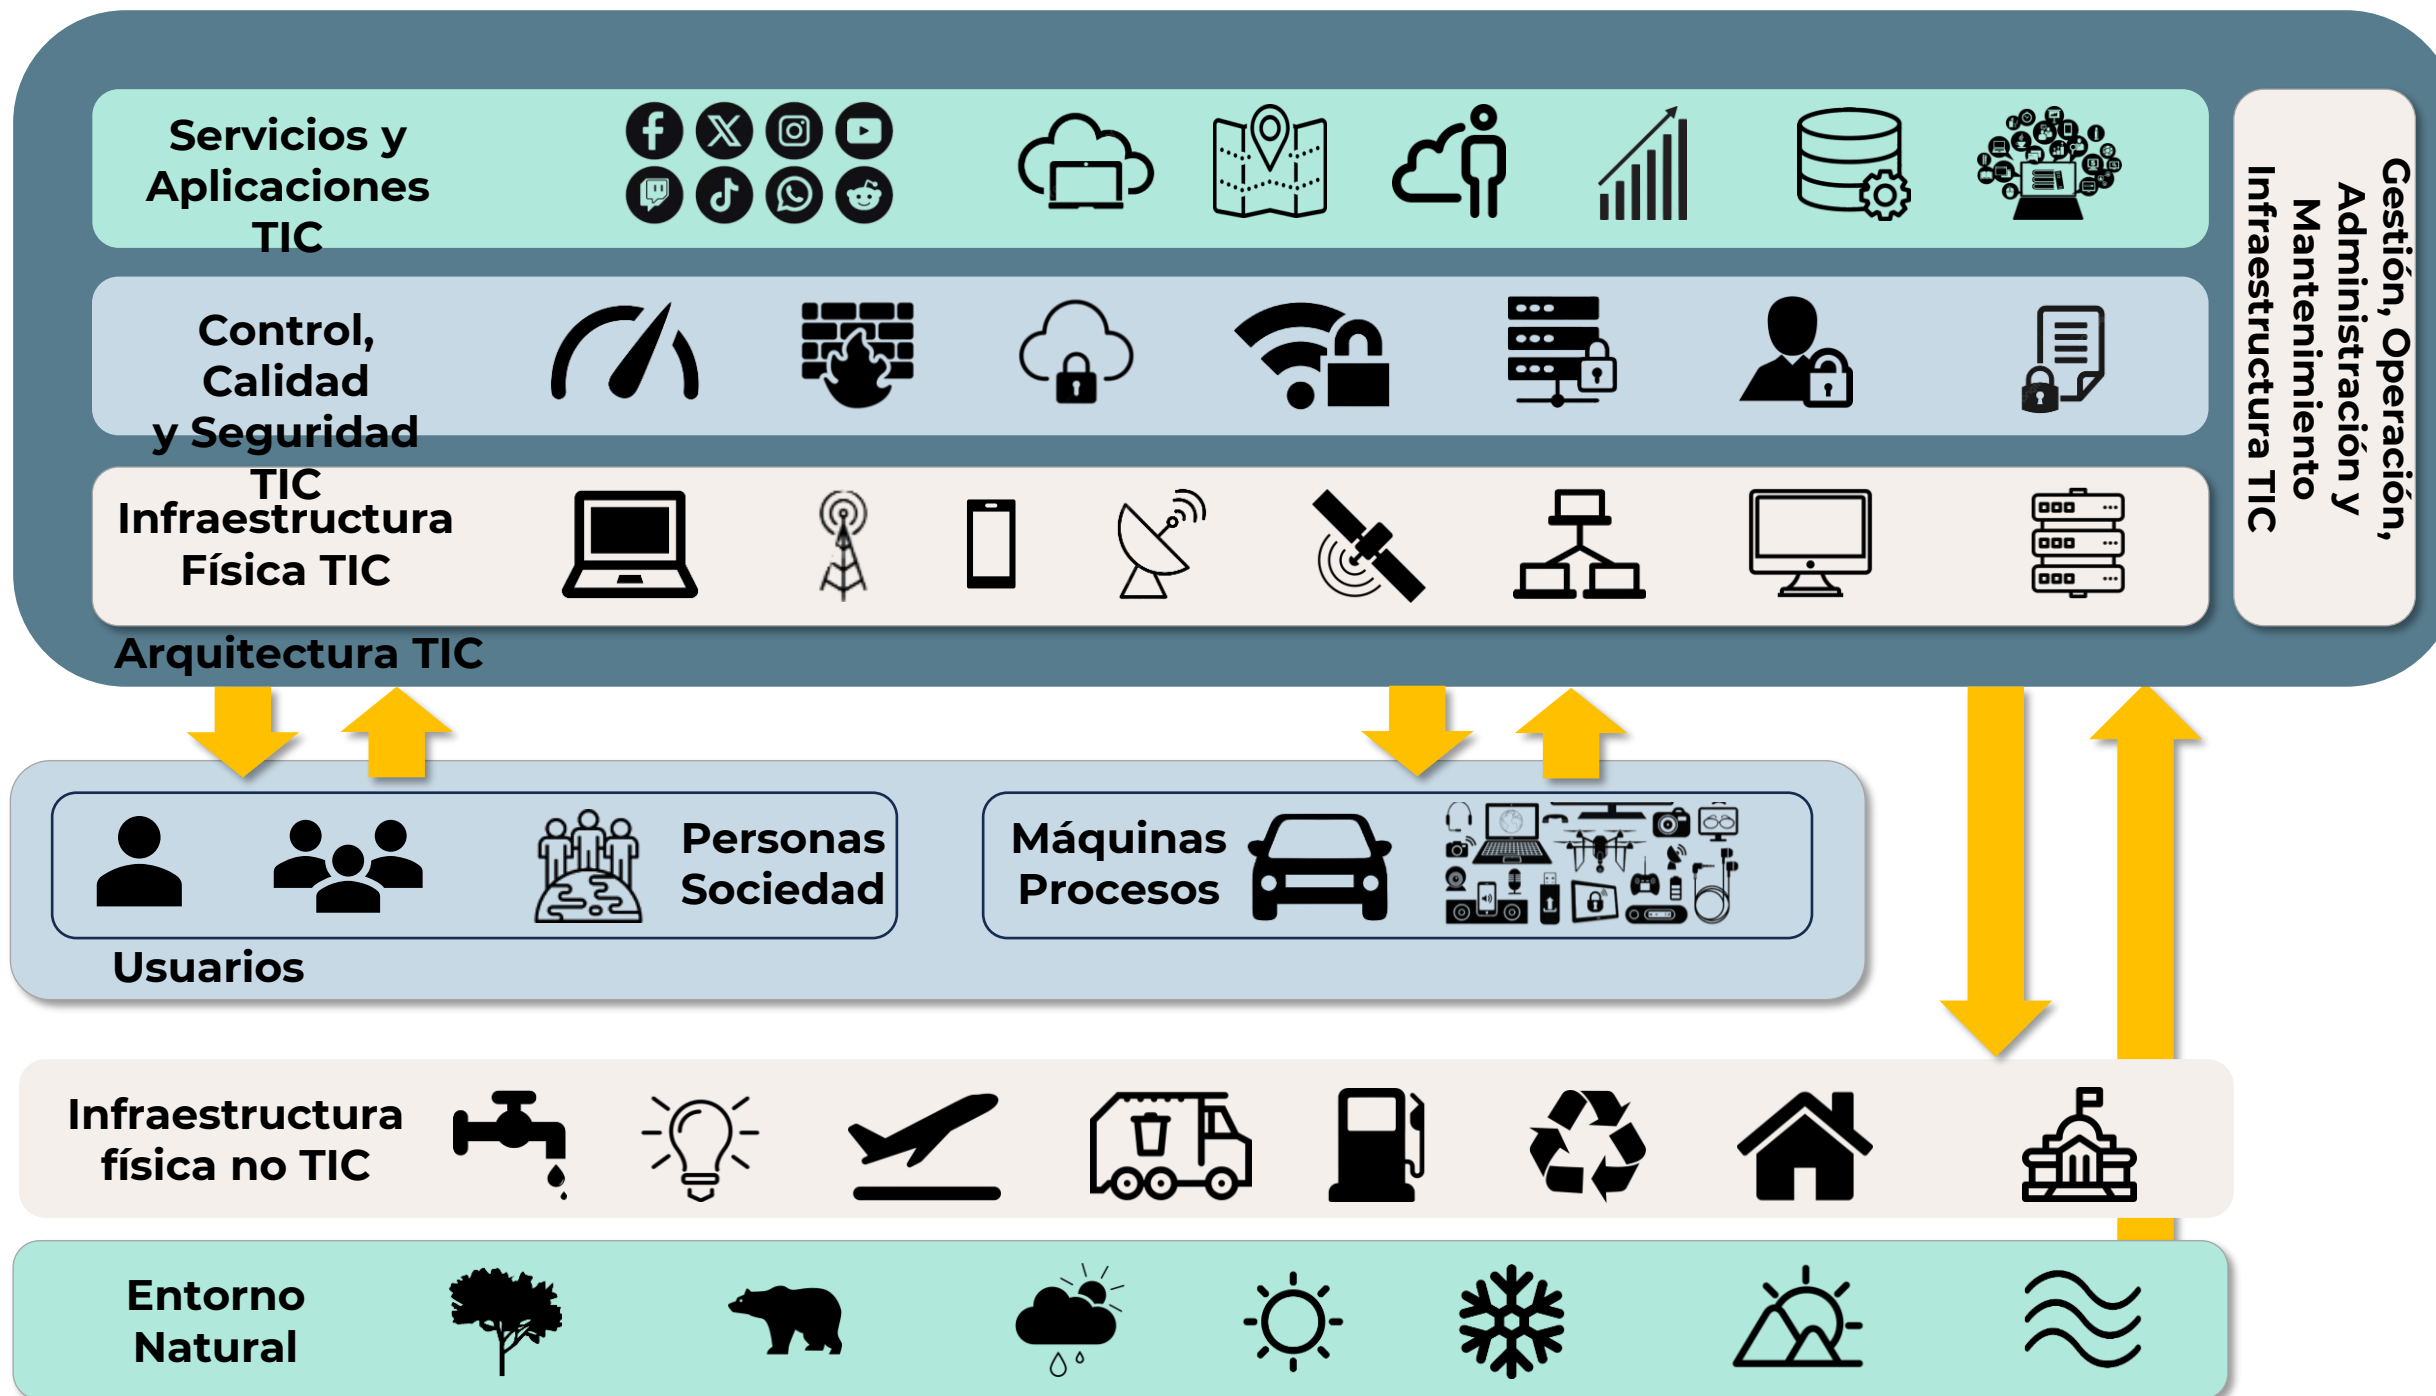 Servicios y
Aplicaciones
TIC
Control,
Calidad
y Seguridad
TIC
Infraestructura
Física TIC
Arquitectura TIC
Gestión, Operación,
Administración y
Mantenimiento
Infraestructura TIC
Personas
Sociedad
Máquinas
Procesos
Usuarios
Infraestructura
física no TIC
Entorno
Natural